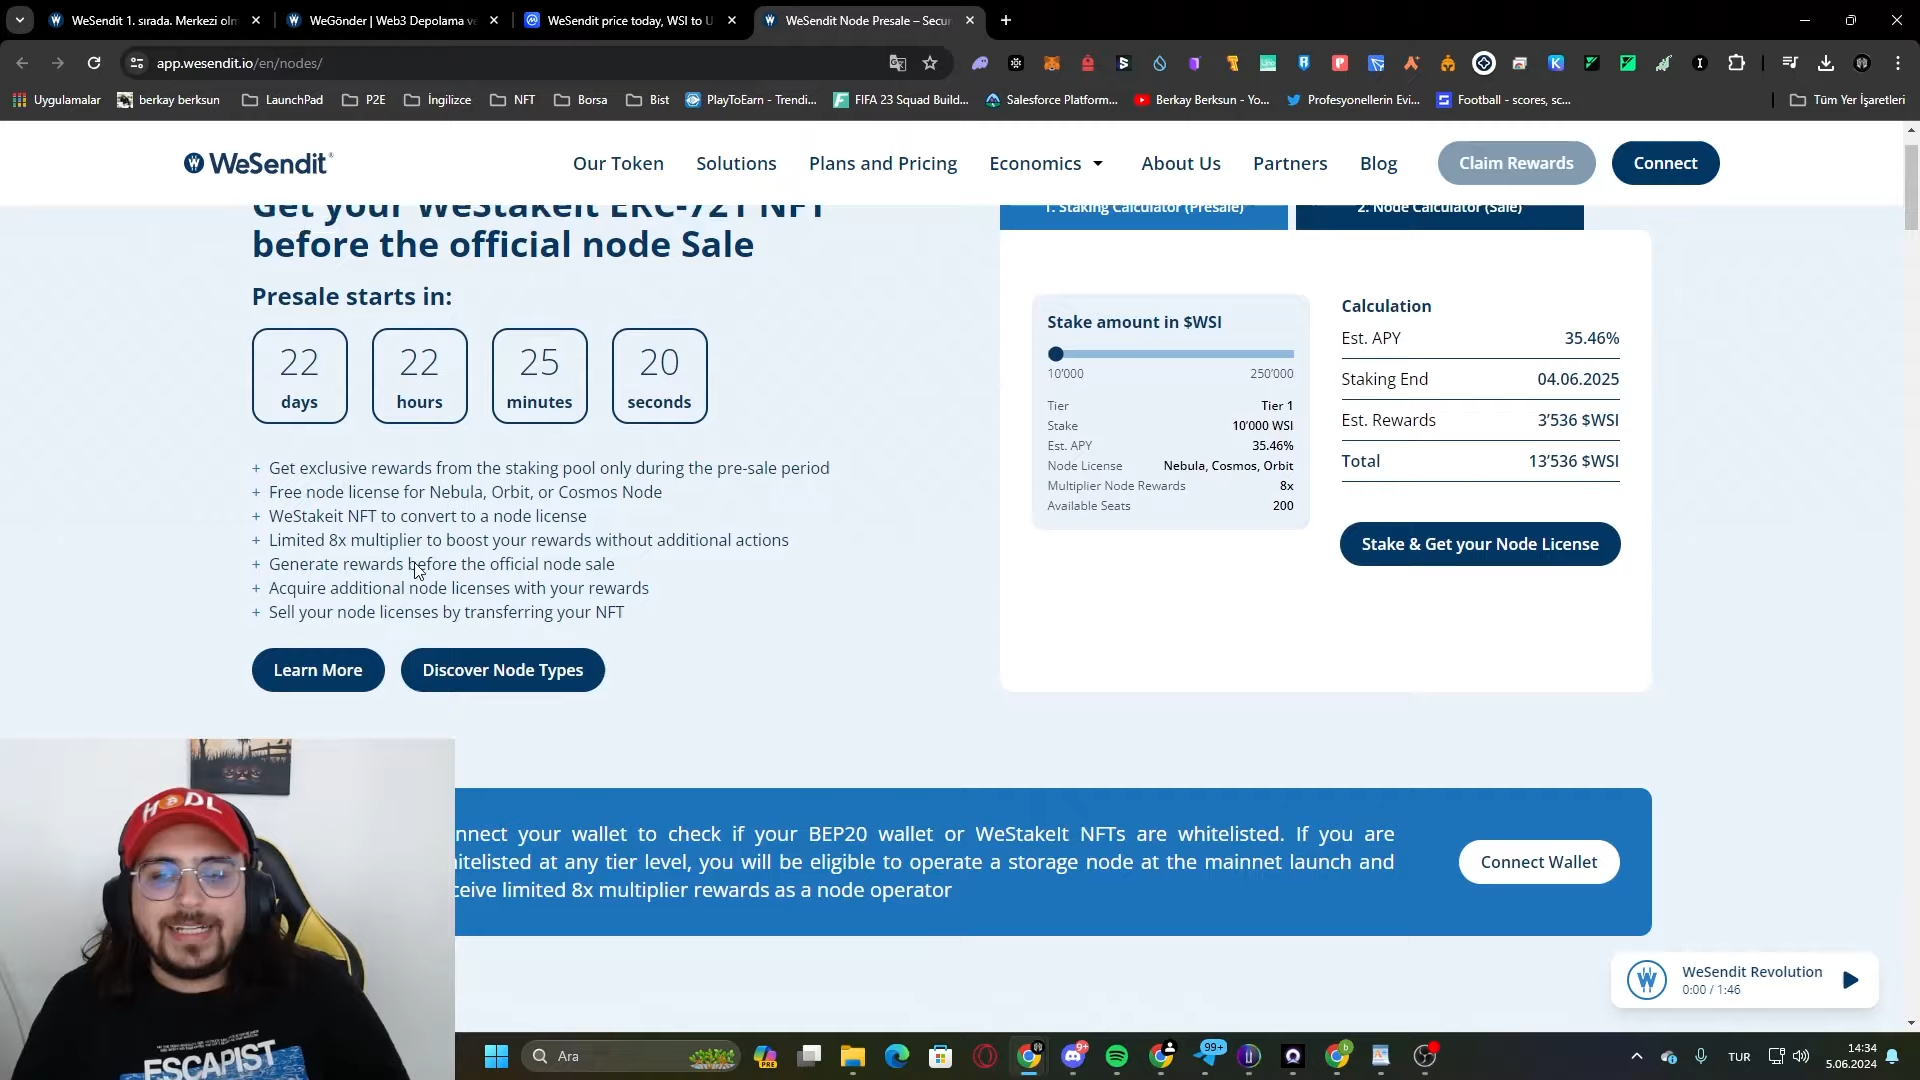 WeSendit 1. sırada. Merkezi olm
WeGönder | Web3 Depolama ve
WeSendit price today, WSI to U
WeSendit Node Presale – Secur
app.wesendit.io/en/nodes/
Uygulamalar
berkay berksun
LaunchPad
P2E
İngilizce
NFT
Borsa
Bist
PlayToEarn - Trendi...
FIFA 23 Squad Build...
Salesforce Platform...
Berkay Berksun - Yo...
Profesyonellerin Evi...
Football - scores, sc...
Tüm Yer İşaretleri
WeSendit
Our Token
Solutions
Plans and Pricing
Economics
About Us
Partners
Blog
Claim Rewards
Connect
Get your WeStakeit ERC-721 NFT
before the official node Sale
Presale starts in:
22
days
22
hours
25
minutes
20
seconds
+ Get exclusive rewards from the staking pool only during the pre-sale period
+ Free node license for Nebula, Orbit, or Cosmos Node
+ WeStakeit NFT to convert to a node license
+ Limited 8x multiplier to boost your rewards without additional actions
+ Generate rewards before the official node sale
+ Acquire additional node licenses with your rewards
+ Sell your node licenses by transferring your NFT
Learn More
Discover Node Types
1. Staking Calculator (Presale)
2. Node Calculator (Sale)
Stake amount in $WSI
10'000
250'000
Tier Tier 1
Stake 10'000 WSI
Est. APY 35.46%
Node License Nebula, Cosmos, Orbit
Multiplier Node Rewards 8x
Available Seats 200
Calculation
Est. APY 35.46%
Staking End 04.06.2025
Est. Rewards 3'536 $WSI
Total 13'536 $WSI
Stake & Get your Node License
nnect your wallet to check if your BEP20 wallet or WeStakeIt NFTs are whitelisted. If you are
itelisted at any tier level, you will be eligible to operate a storage node at the mainnet launch and
ceive limited 8x multiplier rewards as a node operator
Connect Wallet
WeSendit Revolution
0:00 / 1:46
HODL
ESCAPIST
Ara
PRE
9+
99+
TUR
14:34
5.06.2024